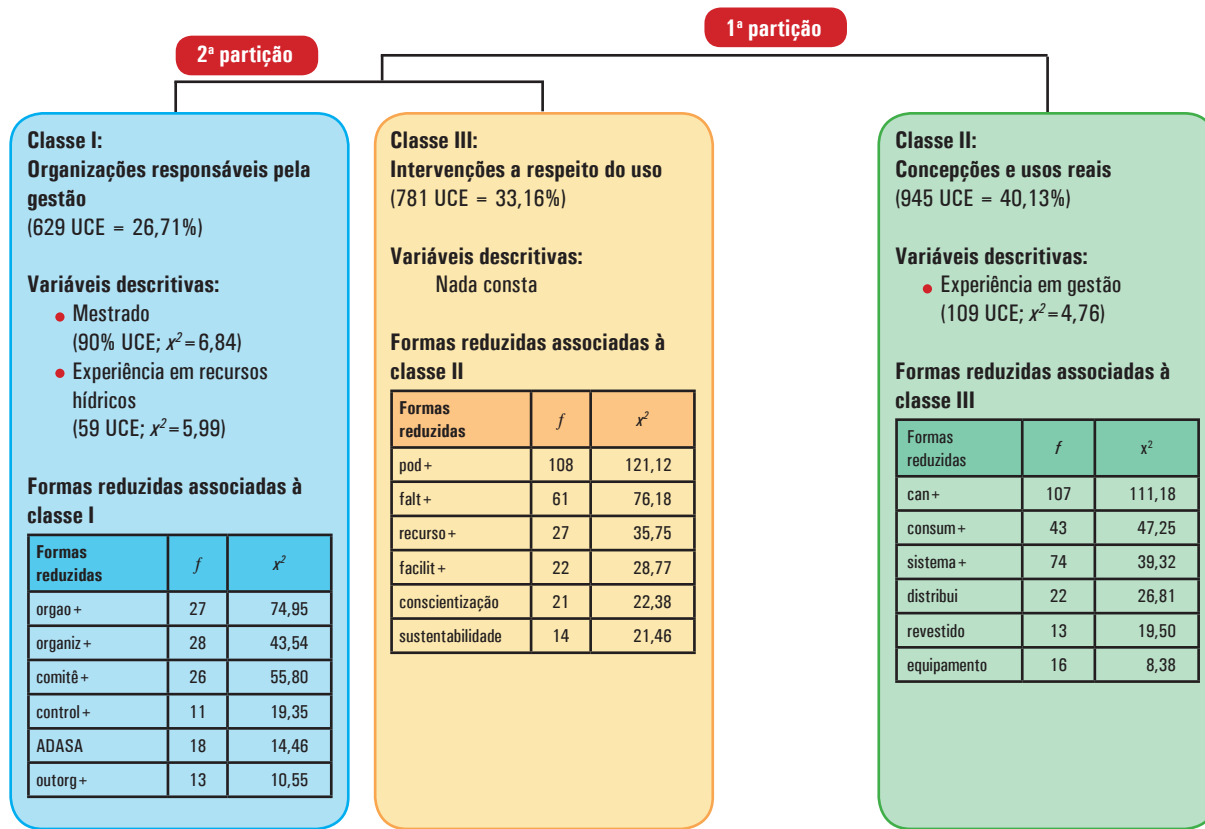 1ª partição
2ª partição
Classe I:
Organizações responsáveis pela
gestão
(629 UCE = 26,71%)
Variáveis descritivas:
• Mestrado
(90% UCE; x²=6,84)
• Experiência em recursos
hídricos
(59 UCE; x²=5,99)
Formas reduzidas associadas à
classe I
Formas
reduzidas f x²
orgao+ 27 74,95
organiz+ 28 43,54
comitê+ 26 55,80
control+ 11 19,35
ADASA 18 14,46
outorg+ 13 10,55
Classe III:
Intervenções a respeito do uso
(781 UCE = 33,16%)
Variáveis descritivas:
Nada consta
Formas reduzidas associadas à
classe II
Formas
reduzidas f x²
pod+ 108 121,12
falt+ 61 76,18
recurso+ 27 35,75
facilit+ 22 28,77
conscientização 21 22,38
sustentabilidade 14 21,46
Classe II:
Concepções e usos reais
(945 UCE = 40,13%)
Variáveis descritivas:
• Experiência em gestão
(109 UCE; x²=4,76)
Formas reduzidas associadas à
classe III
Formas
reduzidas f x²
can+ 107 111,18
consum+ 43 47,25
sistema+ 74 39,32
distribui 22 26,81
revestido 13 19,50
equipamento 16 8,38